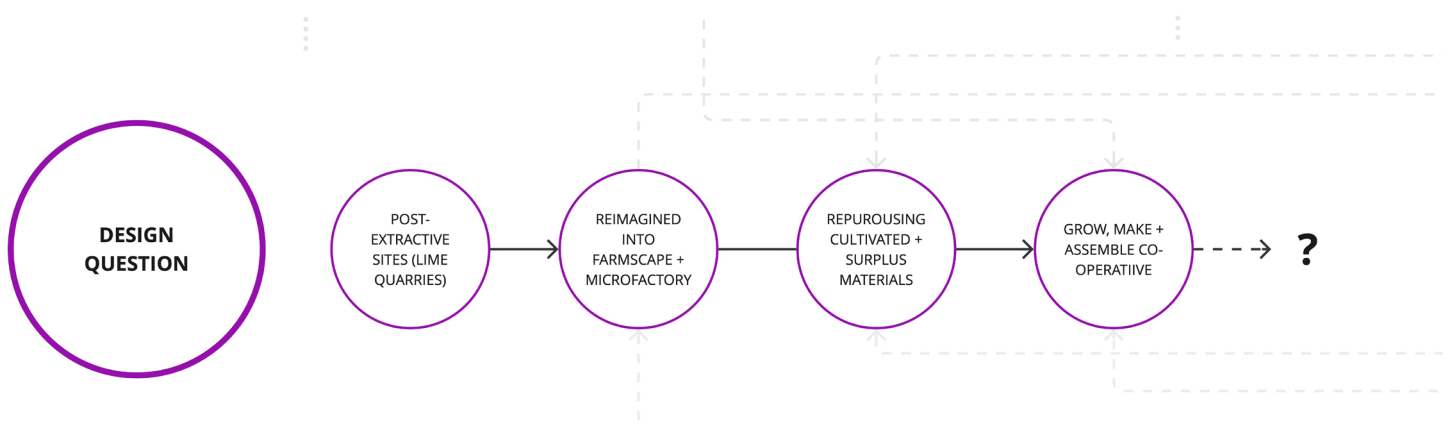 DESIGN
QUESTION
POST-
EXTRACTIVE
SITES (LIME
QUARRIES)
REIMAGINED
INTO
FARMSCAPE +
MICROFACTORY
REPUROUSING
CULTIVATED +
SURPLUS
MATERIALS
GROW, MAKE +
ASSEMBLE CO-
OPERATIIVE
?